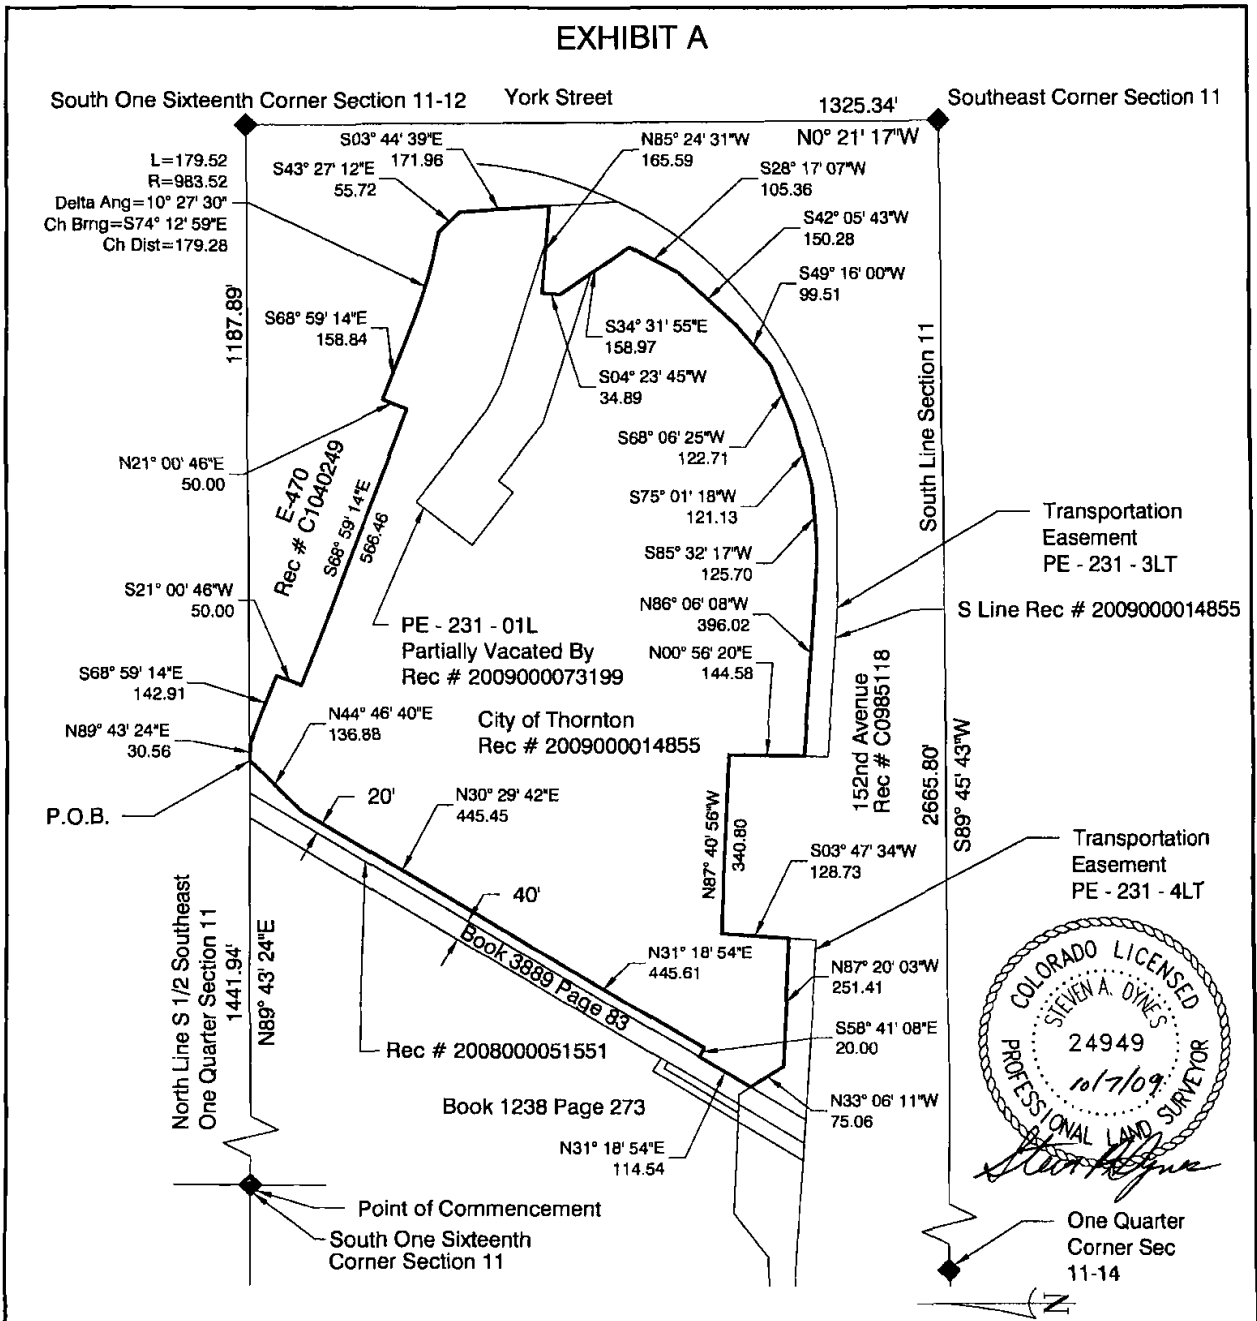 EXHIBIT A
South One Sixteenth Corner Section 11-12
York Street
1325.34'
Southeast Corner Section 11
N0° 21' 17"W
S03° 44' 39"E
171.96
N85° 24' 31"W
165.59
L=179.52
R=983.52
Delta Ang=10° 27' 30"
Ch Brng=S74° 12' 59"E
Ch Dist=179.28
S43° 27' 12"E
55.72
S28° 17' 07"W
105.36
S42° 05' 43"W
150.28
S49° 16' 00"W
99.51
1187.89'
S68° 59' 14"E
158.84
S34° 31' 55"E
158.97
S04° 23' 45"W
34.89
South Line Section 11
S68° 06' 25"W
122.71
N21° 00' 46"E
50.00
E-470
Rec # C1040249
S68° 59' 14"E
566.46
S75° 01' 18"W
121.13
Transportation
Easement
PE - 231 - 3LT
S85° 32' 17"W
125.70
S21° 00' 46"W
50.00
N86° 06' 08"W
396.02
S Line Rec # 2009000014855
PE - 231 - 01L
Partially Vacated By
Rec # 2009000073199
N00° 56' 20"E
144.58
S68° 59' 14"E
142.91
N44° 46' 40"E
136.88
City of Thornton
Rec # 2009000014855
N89° 43' 24"E
30.56
152nd Avenue
Rec # C0985118
2665.80'
S89° 45' 43"W
P.O.B.
20'
N30° 29' 42"E
445.45
N87° 40' 56"W
340.80
S03° 47' 34"W
128.73
Transportation
Easement
PE - 231 - 4LT
40'
North Line S 1/2 Southeast
One Quarter Section 11
1441.94'
N89° 43' 24"E
Book 3889 Page 83
N31° 18' 54"E
445.61
N87° 20' 03"W
251.41
S58° 41' 08"E
20.00
Rec # 2008000051551
COLORADO LICENSED
STEVEN A. DYNES
24949
10/7/09
PROFESSIONAL LAND SURVEYOR
Book 1238 Page 273
N33° 06' 11"W
75.06
N31° 18' 54"E
114.54
Point of Commencement
South One Sixteenth
Corner Section 11
One Quarter
Corner Sec
11-14
N